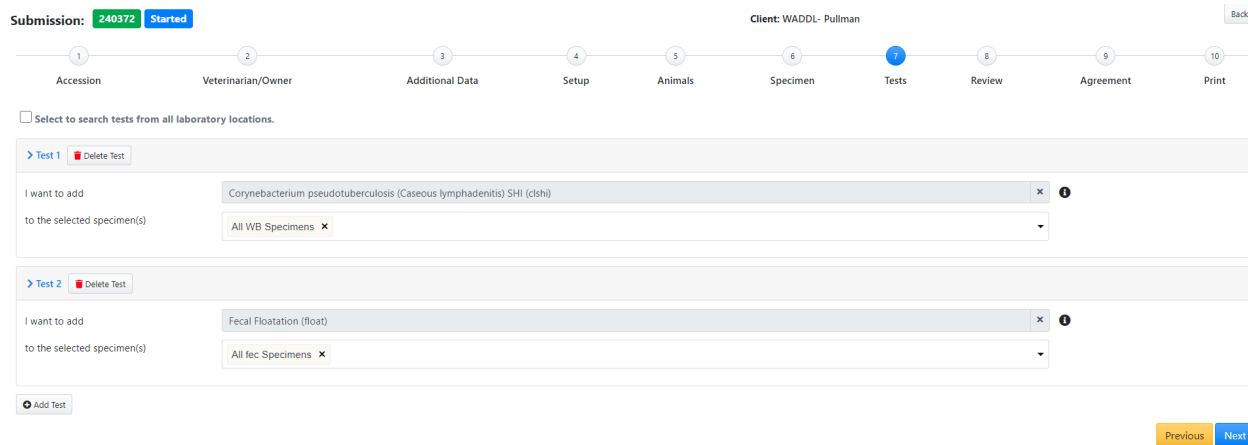 Submission: 240372 Started Client: WADDL- Pullman Back
1 2 3 4 5 6 7 8 9 10
Accession Veterinarian/Owner Additional Data Setup Animals Specimen Tests Review Agreement Print
Select to search tests from all laboratory locations.
Test 1 Delete Test
I want to add Corynebacterium pseudotuberculosis (Caseous lymphadenitis) SHI (clshi)
to the selected specimen(s) All WB Specimens
Test 2 Delete Test
I want to add Fecal Floatation (float)
to the selected specimen(s) All fec Specimens
Add Test
Previous Next